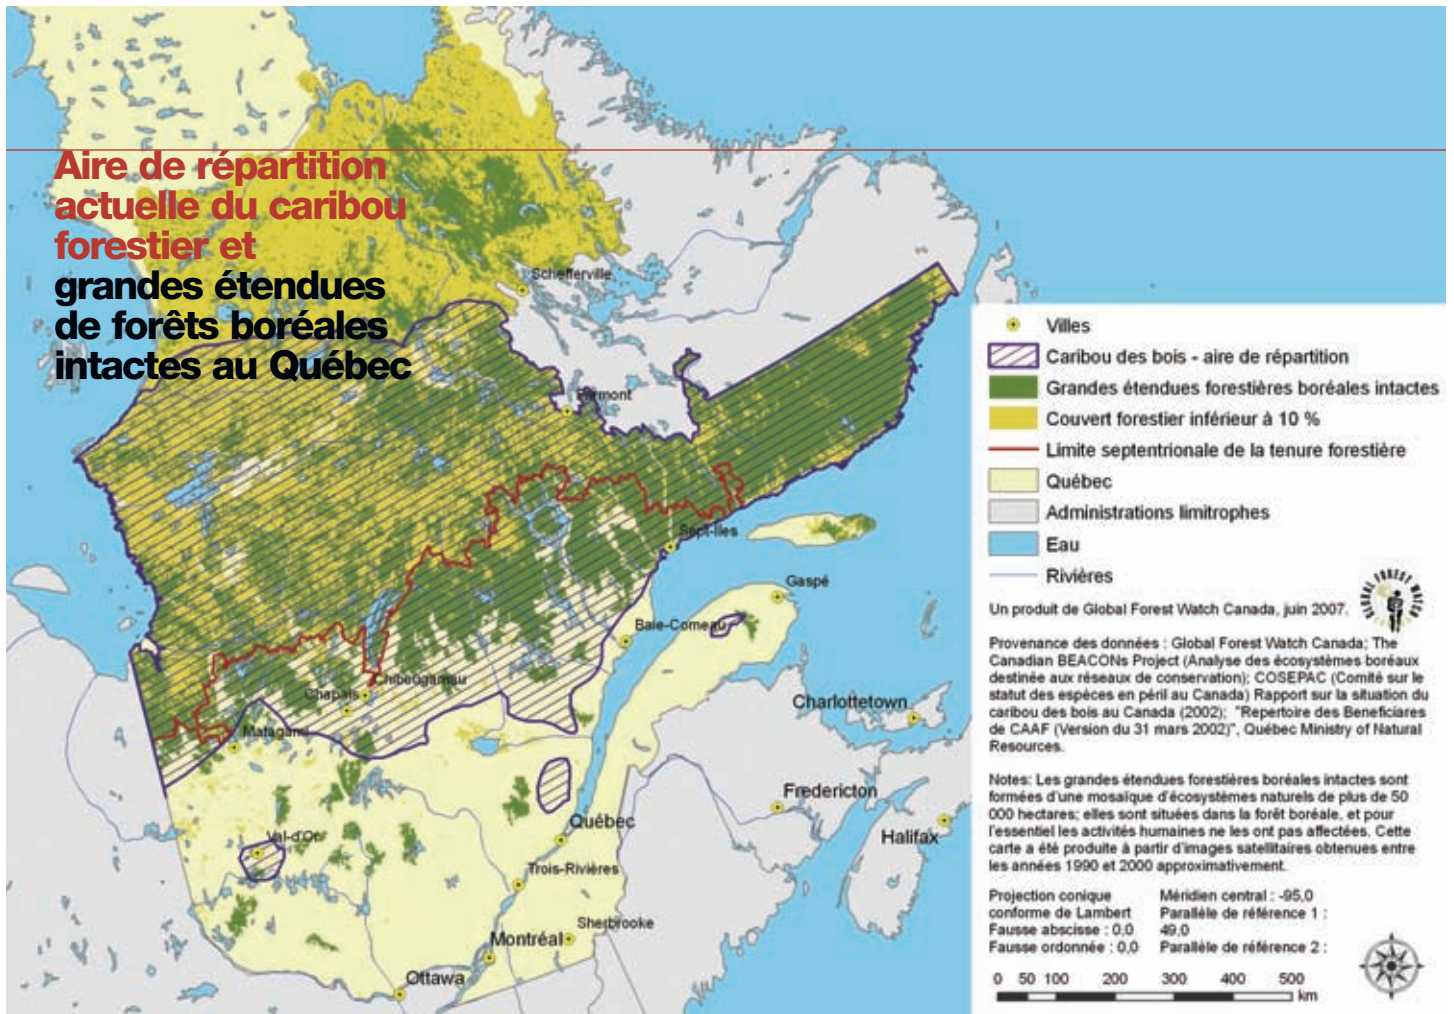 Aire de répartition
actuelle du caribou
forestier et
grandes étendues
de forêts boréales
intactes au Québec
Schefferville
Fermont
Sept-Iles
Gaspé
Baie-Comeau
Chibougamau
Chapais
Matagami
Charlottetown
Fredericton
Halifax
Québec
Val-d'Or
Trois-Rivières
Sherbrooke
Montréal
Ottawa
Villes
Caribou des bois - aire de répartition
Grandes étendues forestières boréales intactes
Couvert forestier inférieur à 10 %
Limite septentrionale de la tenure forestière
Québec
Administrations limitrophes
Eau
Rivières
GLOBAL FOREST WATCH
Un produit de Global Forest Watch Canada, juin 2007.
Provenance des données : Global Forest Watch Canada; The
Canadian BEACONs Project (Analyse des écosystèmes boréaux
destinée aux réseaux de conservation); COSEPAC (Comité sur le
statut des espèces en péril au Canada) Rapport sur la situation du
caribou des bois au Canada (2002); "Repertoire des Beneficiares
de CAAF (Version du 31 mars 2002)", Québec Ministry of Natural
Resources.
Notes: Les grandes étendues forestières boréales intactes sont
formées d'une mosaïque d'écosystèmes naturels de plus de 50
000 hectares; elles sont situées dans la forêt boréale, et pour
l'essentiel les activités humaines ne les ont pas affectées. Cette
carte a été produite à partir d'images satellitaires obtenues entre
les années 1990 et 2000 approximativement.
Projection conique
conforme de Lambert
Fausse abscisse : 0,0
Fausse ordonnée : 0,0
Méridien central : -95,0
Parallèle de référence 1 :
49,0
Parallèle de référence 2 :
0 50 100 200 300 400 500
km